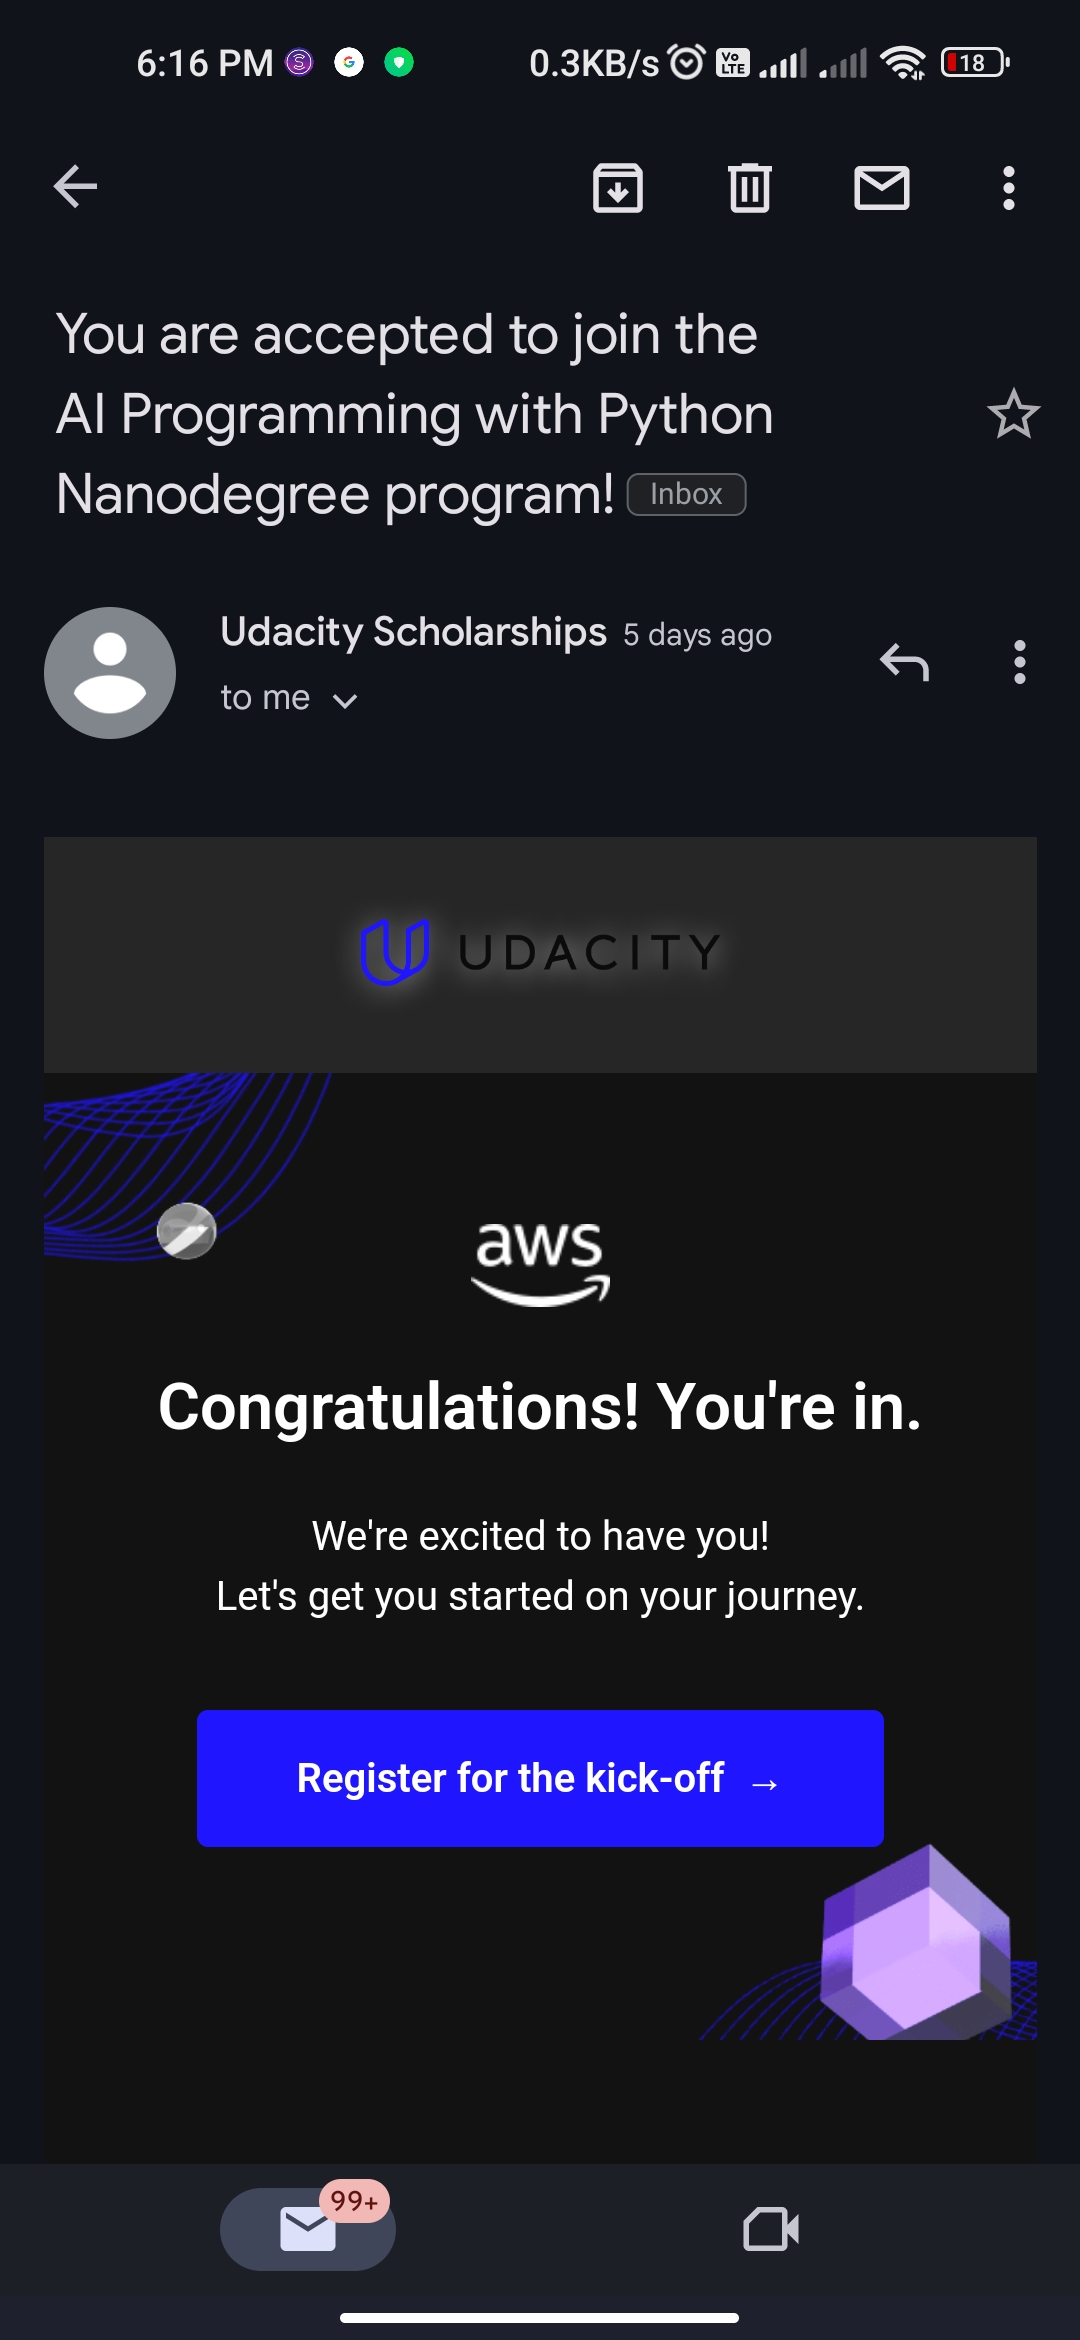 6:16 PM 0.3KB/s Vo LTE 18
You are accepted to join the
AI Programming with Python
Nanodegree program! Inbox
Udacity Scholarships 5 days ago
to me
UDACITY
aws
Congratulations! You're in.
We're excited to have you!
Let's get you started on your journey.
Register for the kick-off →
99+